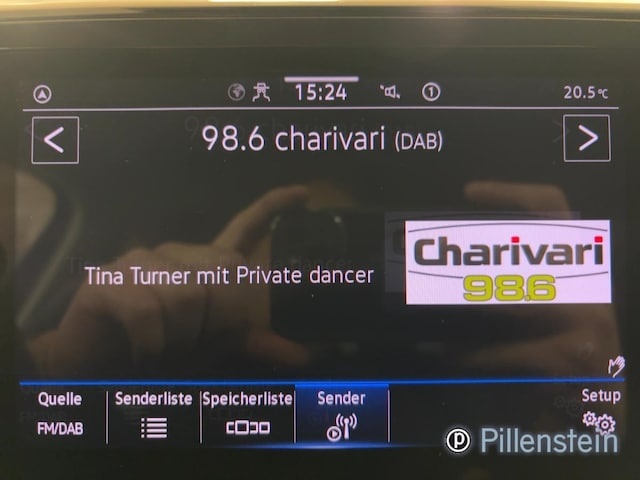 15:24
1
20.5°C
<
98.6 charivari (DAB)
>
Tina Turner mit Private dancer
Charivari
98.6
Quelle
Senderliste
Speicherliste
Sender
Setup
FM/DAB
P Pillenstein